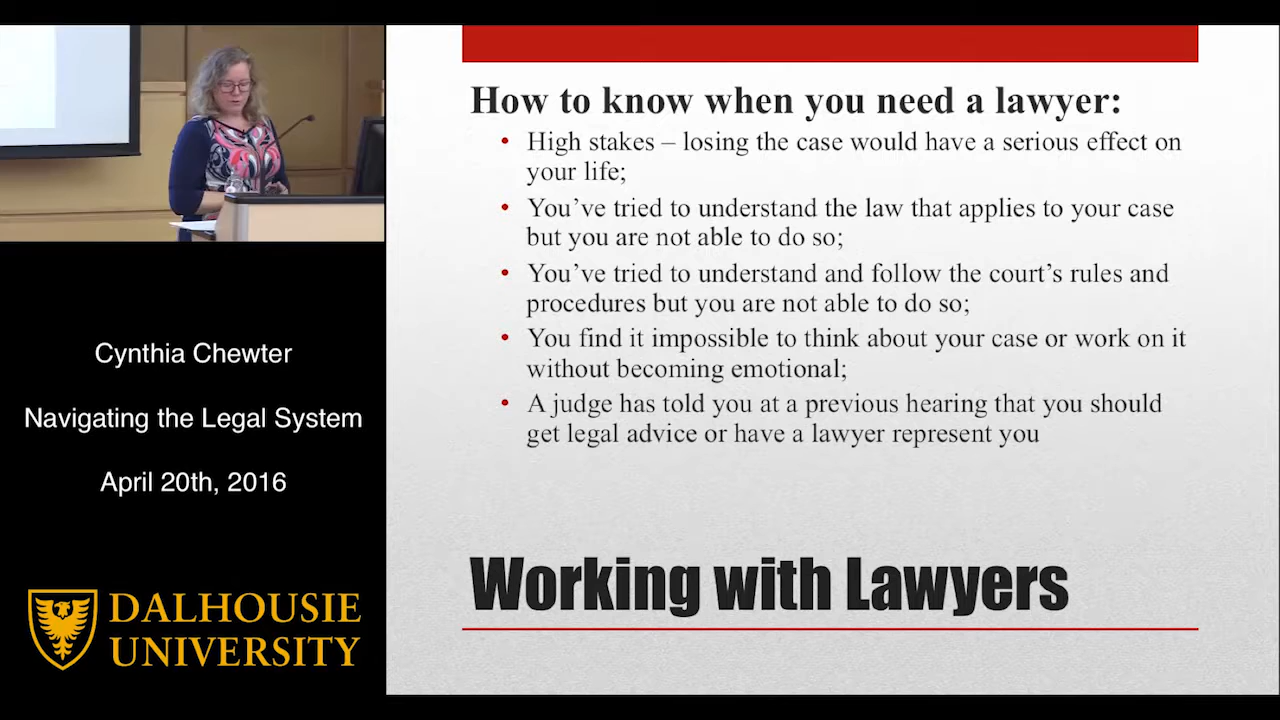 How to know when you need a lawyer:
• High stakes – losing the case would have a serious effect on
your life;
• You’ve tried to understand the law that applies to your case
but you are not able to do so;
• You’ve tried to understand and follow the court’s rules and
procedures but you are not able to do so;
• You find it impossible to think about your case or work on it
without becoming emotional;
• A judge has told you at a previous hearing that you should
get legal advice or have a lawyer represent you
Working with Lawyers
Cynthia Chewter
Navigating the Legal System
April 20th, 2016
DALHOUSIE
UNIVERSITY